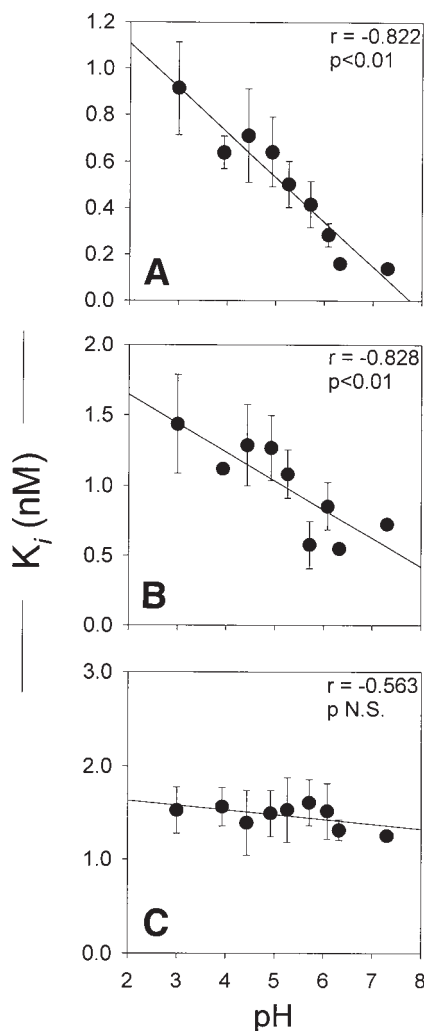 1.2
1.0
0.8
0.6
0.4
0.2
0.0
r = -0.822
p<0.01
A
2.0
1.5
1.0
0.5
0.0
r = -0.828
p<0.01
B
K_i (nM)
3.0
2.0
1.0
0.0
r = -0.563
p N.S.
C
2 3 4 5 6 7 8
pH